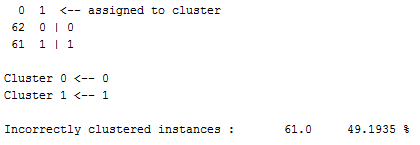 0 1 <-- assigned to cluster
62 0 | 0
61 1 | 1
Cluster 0 <-- 0
Cluster 1 <-- 1
Incorrectly clustered instances : 61.0 49.1935 %